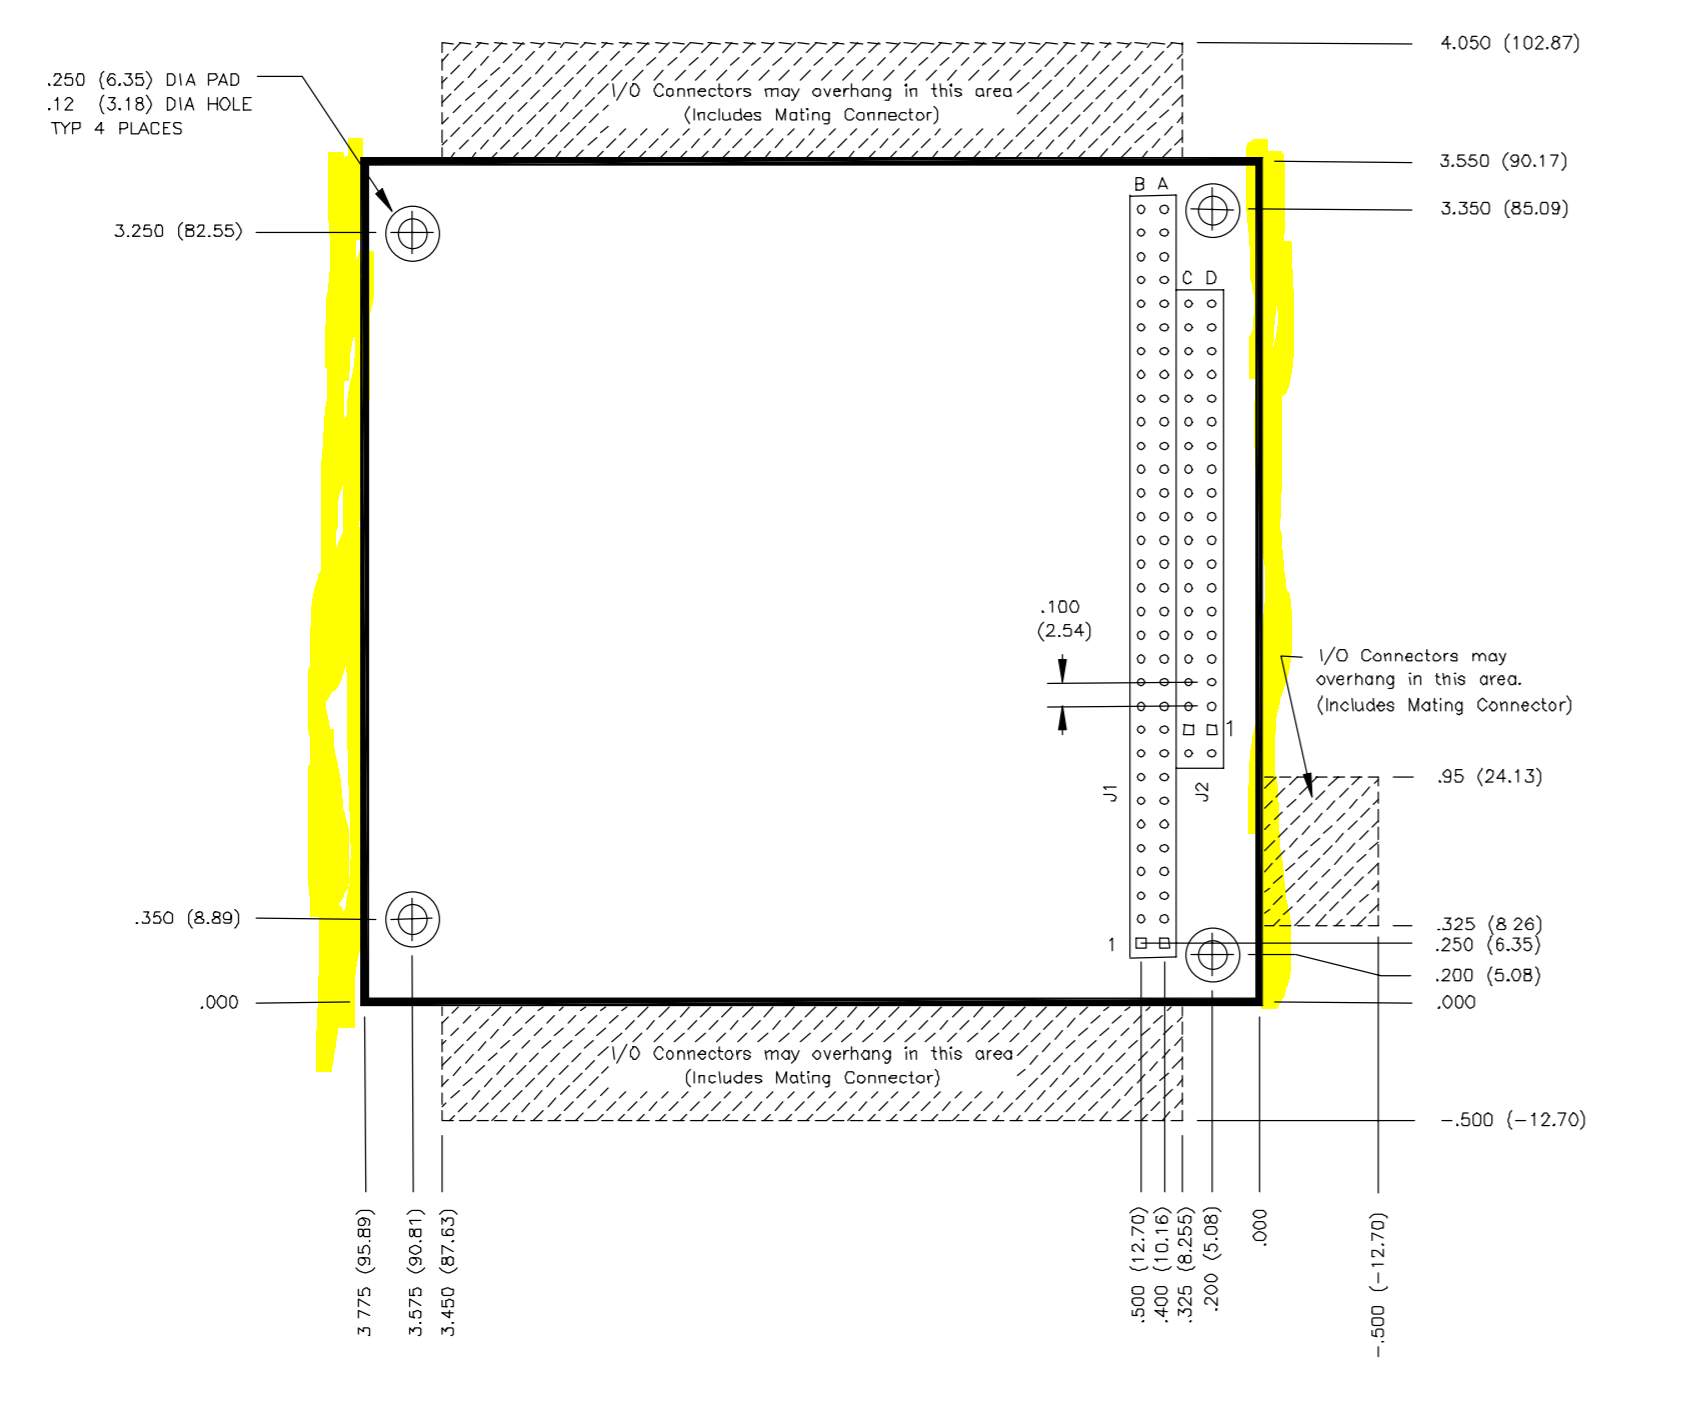 4.050 (102.87)
.250 (6.35) DIA PAD
.12 (3.18) DIA HOLE
TYP 4 PLACES
I/O Connectors may overhang in this area
(Includes Mating Connector)
3.550 (90.17)
B A
3.350 (85.09)
3.250 (82.55)
C D
.100
(2.54)
I/O Connectors may
overhang in this area.
(Includes Mating Connector)
1
.95 (24.13)
J1
J2
.350 (8.89)
.325 (8 26)
1
.250 (6.35)
.200 (5.08)
.000
.000
I/O Connectors may overhang in this area
(Includes Mating Connector)
-.500 (-12.70)
3 775 (95.89)
3.575 (90.81)
3.450 (87.63)
.500 (12.70)
.400 (10.16)
.325 (8.255)
.200 (5.08)
.000
-.500 (-12.70)